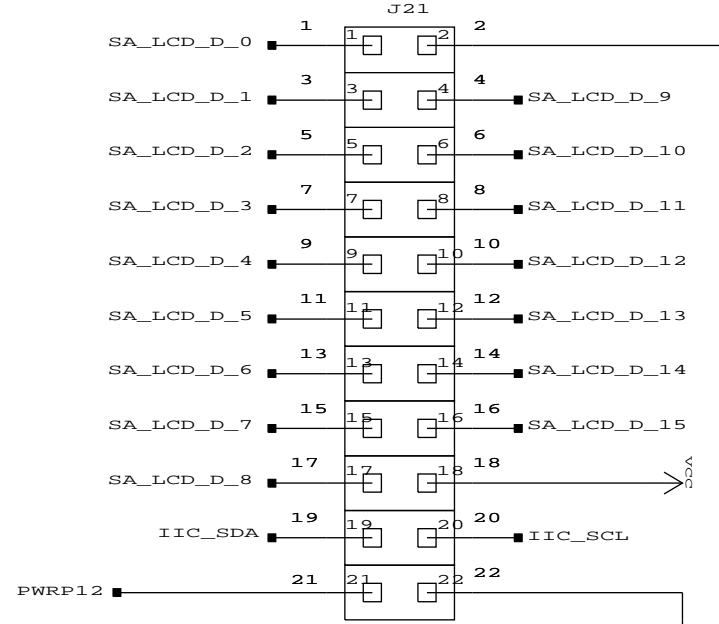 J21
SA_LCD_D_0 1 1 2 2
SA_LCD_D_1 3 3 4 4 SA_LCD_D_9
SA_LCD_D_2 5 5 6 6 SA_LCD_D_10
SA_LCD_D_3 7 7 8 8 SA_LCD_D_11
SA_LCD_D_4 9 9 10 10 SA_LCD_D_12
SA_LCD_D_5 11 11 12 12 SA_LCD_D_13
SA_LCD_D_6 13 13 14 14 SA_LCD_D_14
SA_LCD_D_7 15 15 16 16 SA_LCD_D_15
SA_LCD_D_8 17 17 18 18 VCC
IIC_SDA 19 19 20 20 IIC_SCL
PWRP12 21 21 22 22